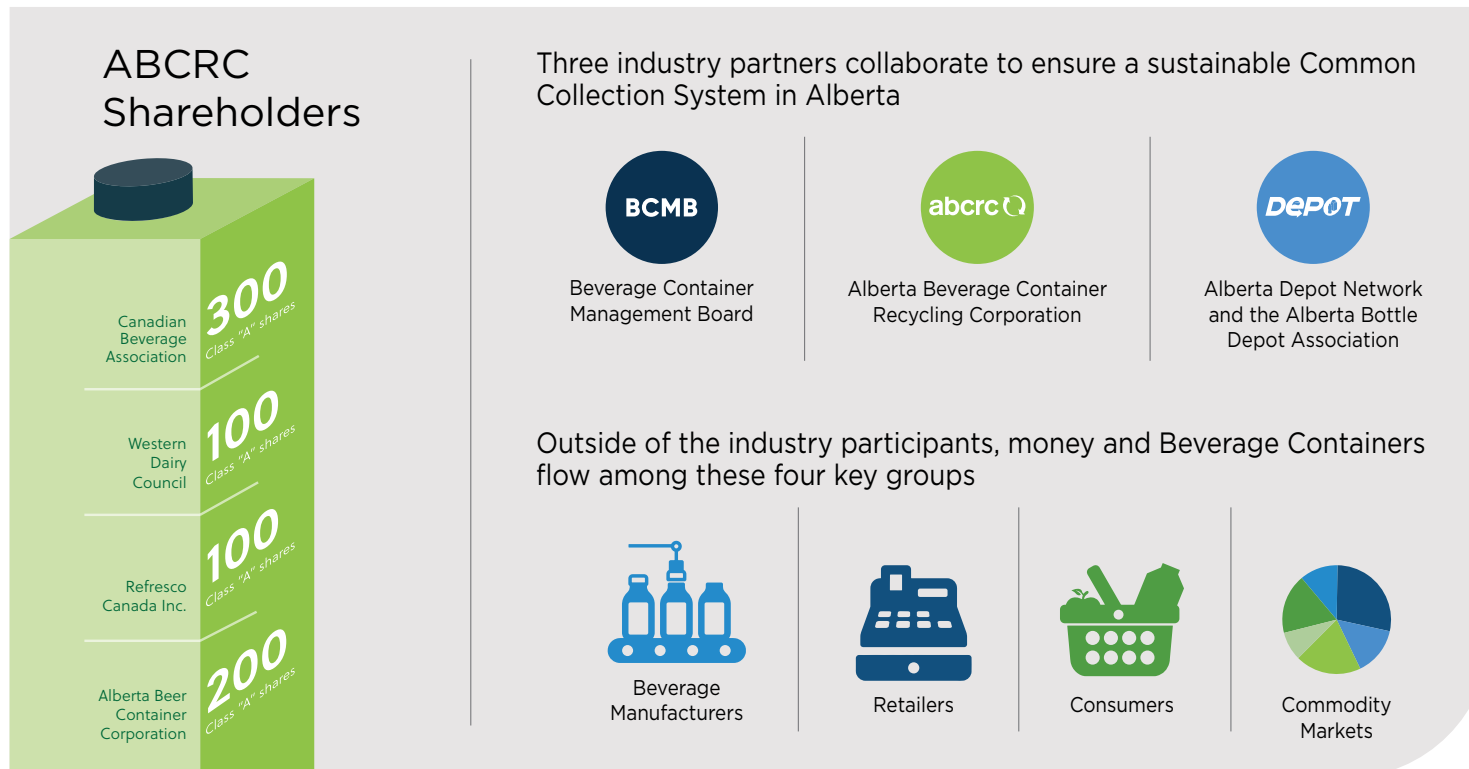 ABCRC
Shareholders
Canadian
Beverage
Association
300
Class "A" shares
Western
Dairy
Council
100
Class "A" shares
Refresco
Canada Inc.
100
Class "A" shares
Alberta Beer
Container
Corporation
200
Class "A" shares
Three industry partners collaborate to ensure a sustainable Common
Collection System in Alberta
BCMB
Beverage Container
Management Board
abcrc
Alberta Beverage Container
Recycling Corporation
DePOT
Alberta Depot Network
and the Alberta Bottle
Depot Association
Outside of the industry participants, money and Beverage Containers
flow among these four key groups
Beverage
Manufacturers
Retailers
Consumers
Commodity
Markets